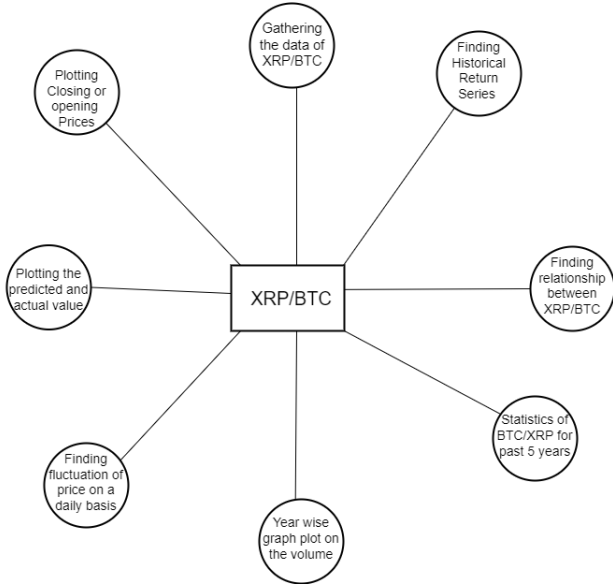 Gathering
the data of
XRP/BTC
Finding
Historical
Return
Series
Plotting
Closing or
opening
Prices
Plotting the
predicted and
actual value
XRP/BTC
Finding
relationship
between
XRP/BTC
Statistics of
BTC/XRP for
past 5 years
Finding
fluctuation of
price on a
daily basis
Year wise
graph plot on
the volume